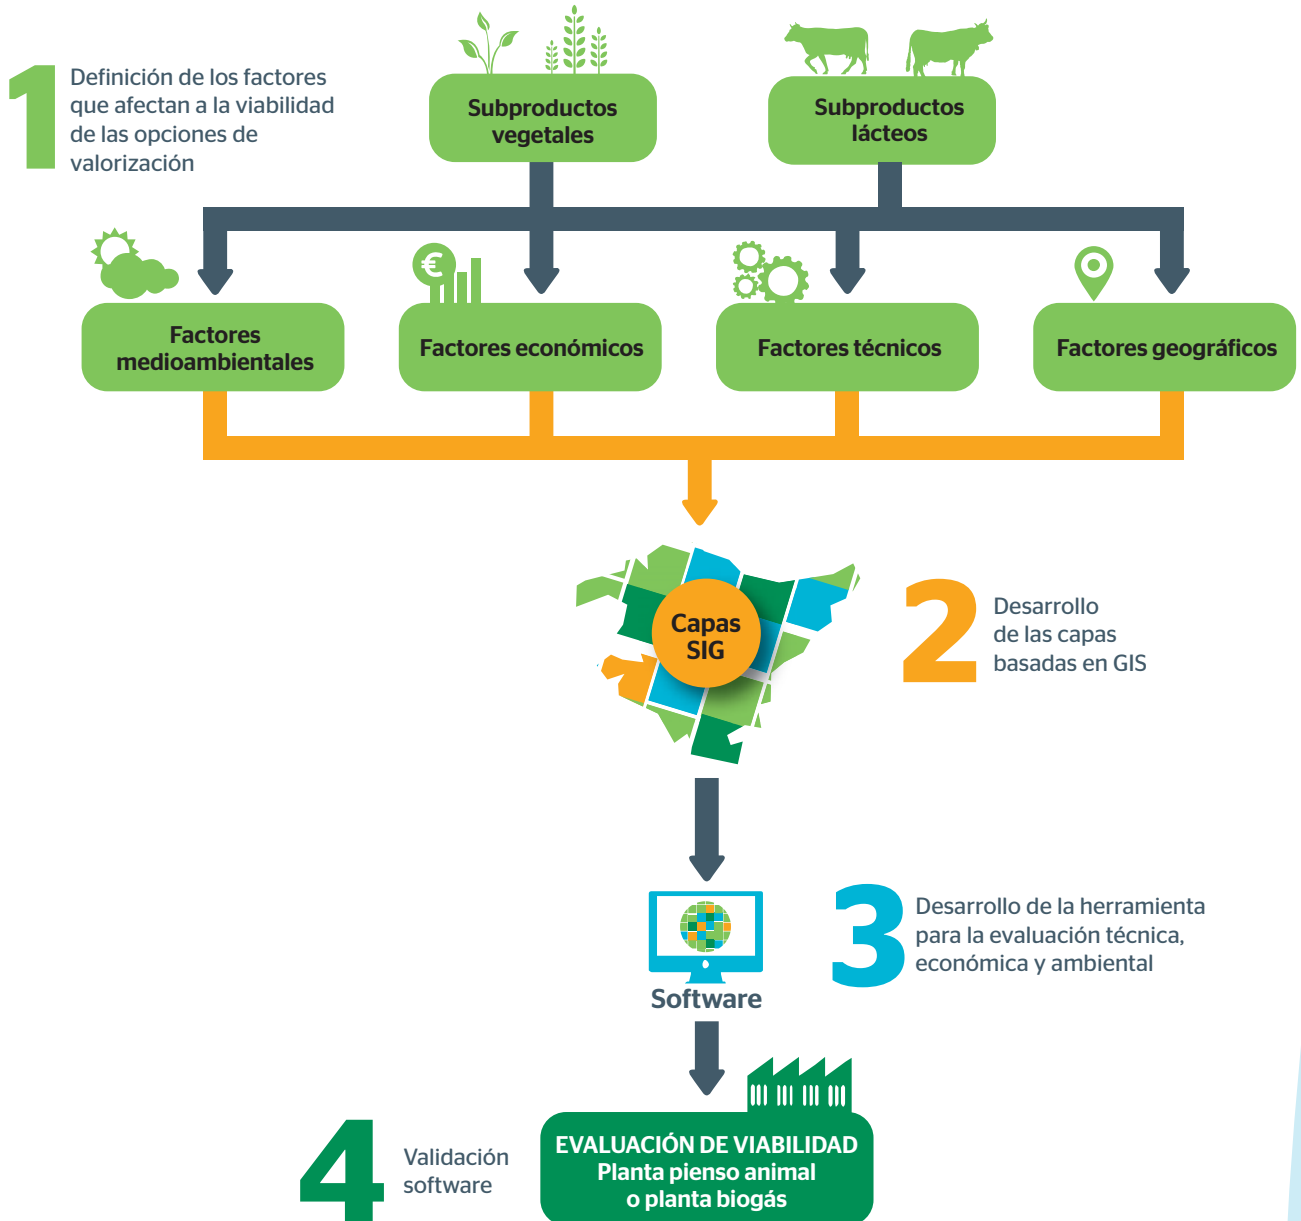 1
Definición de los factores
que afectan a la viabilidad
de las opciones de
valorización
Subproductos
vegetales
Subproductos
lácteos
€
Factores
medioambientales
Factores económicos
Factores técnicos
Factores geográficos
Capas
SIG
2
Desarrollo
de las capas
basadas en GIS
Software
3
Desarrollo de la herramienta
para la evaluación técnica,
económica y ambiental
4
Validación
software
EVALUACIÓN DE VIABILIDAD
Planta pienso animal
o planta biogás